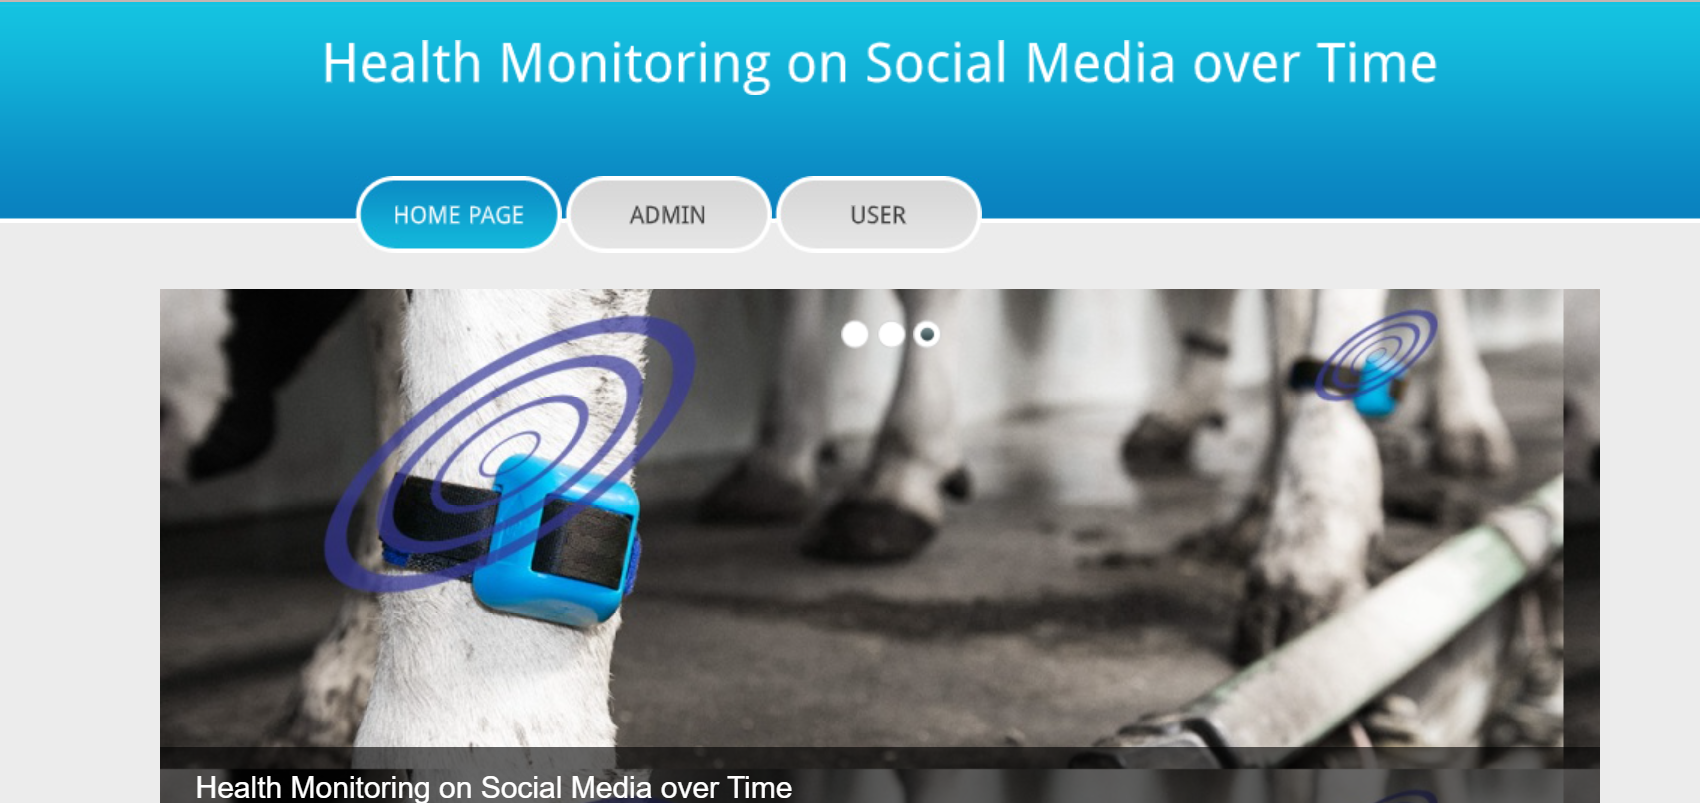 Health Monitoring on Social Media over Time
HOME PAGE
ADMIN
USER
Health Monitoring on Social Media over Time